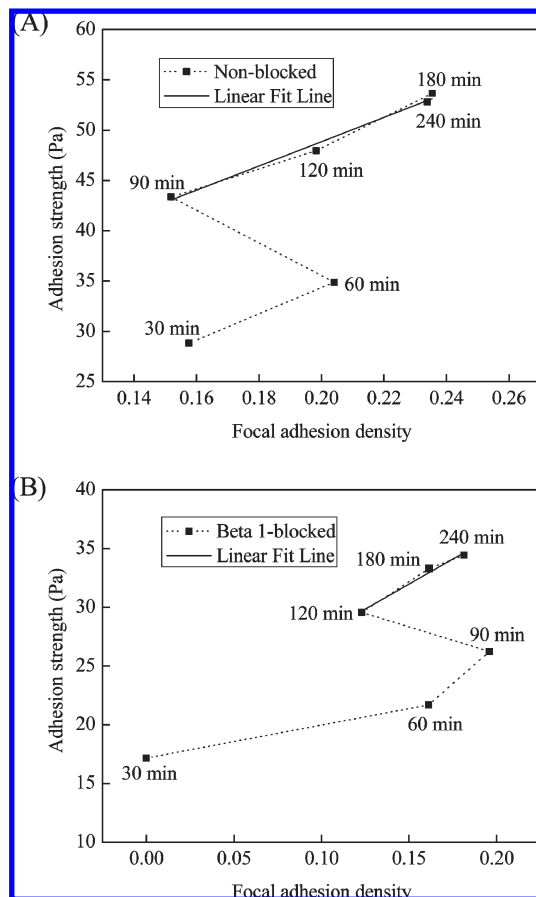 (A)
60
55
50
45
40
35
30
25
Adhesion strength (Pa)
Non-blocked
Linear Fit Line
180 min
240 min
120 min
90 min
60 min
30 min
0.14 0.16 0.18 0.20 0.22 0.24 0.26
Focal adhesion density
(B)
40
35
30
25
20
15
10
Adhesion strength (Pa)
Beta 1-blocked
Linear Fit Line
240 min
180 min
120 min
90 min
60 min
30 min
0.00 0.05 0.10 0.15 0.20
Focal adhesion density